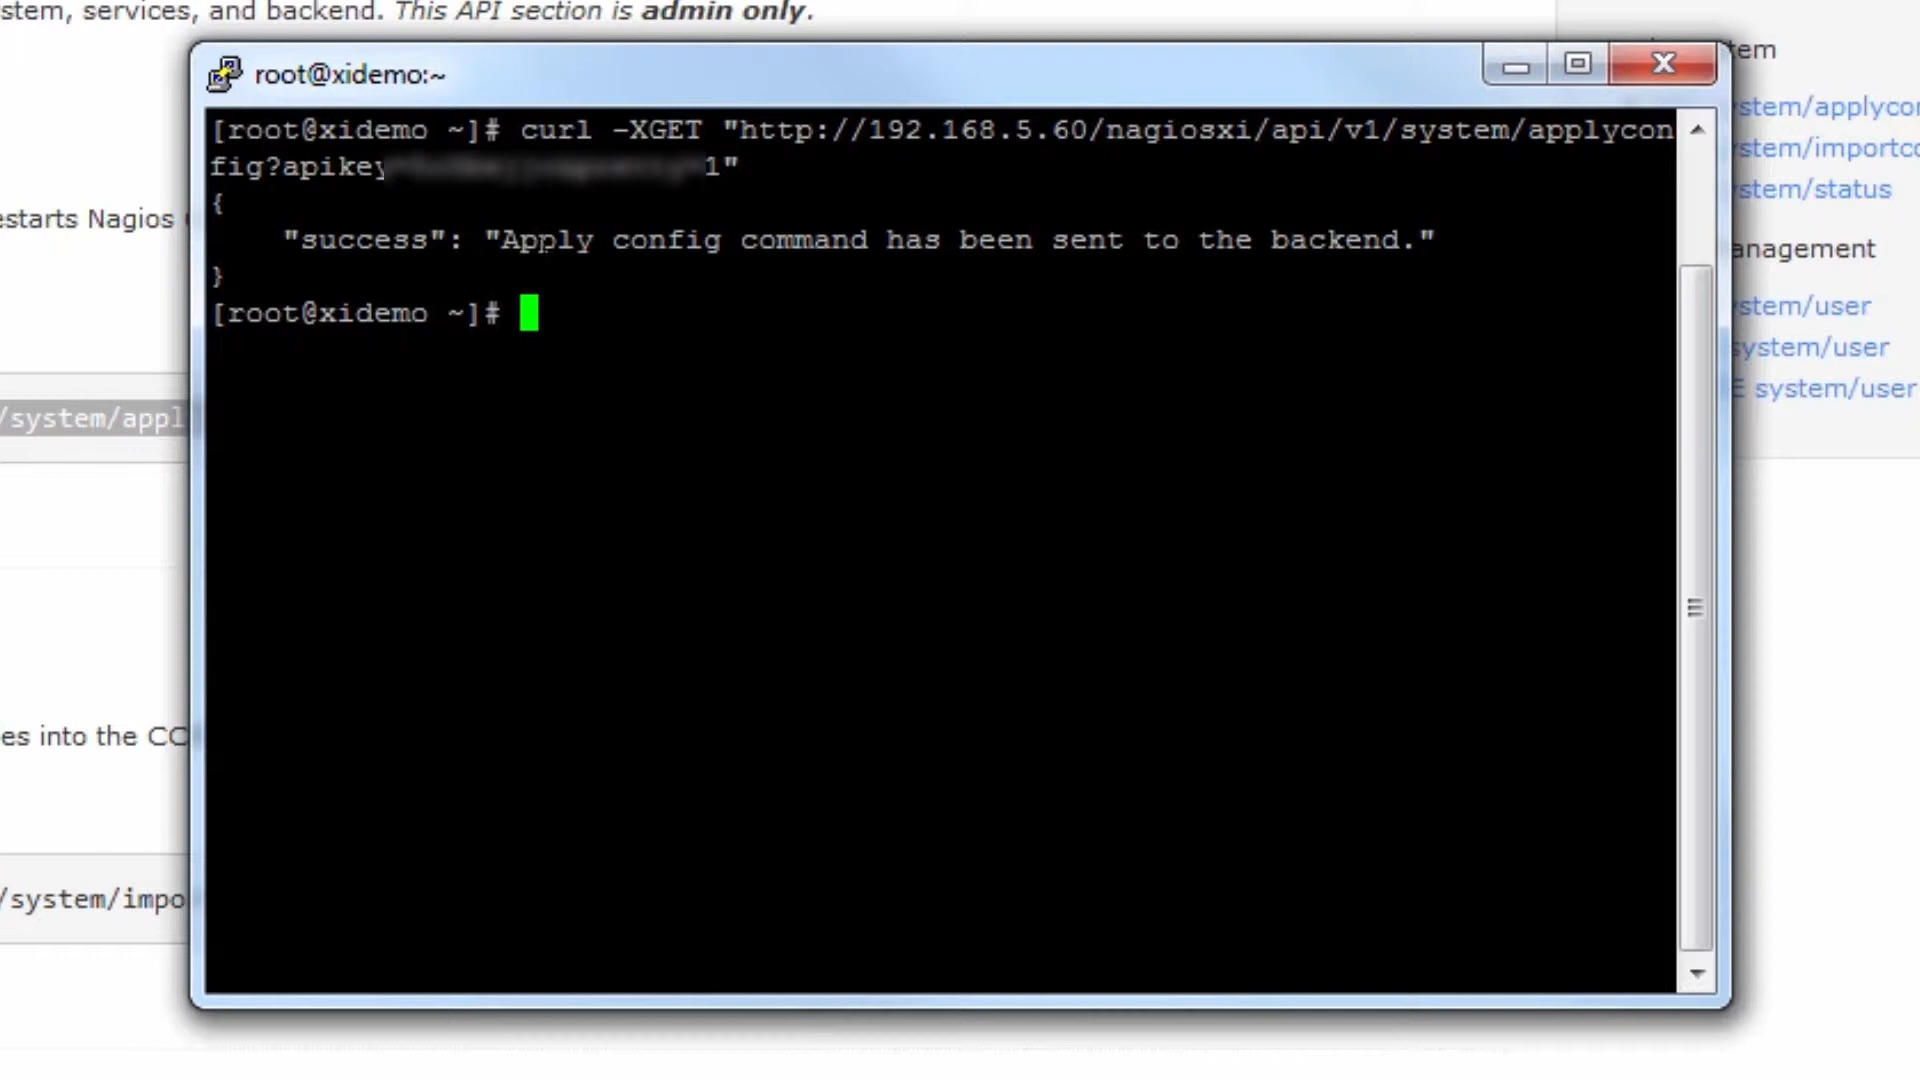 stem, services, and backend. This API section is admin only.
root@xidemo:~
tem
[root@xidemo ~]# curl -XGET "http://192.168.5.60/nagiosxi/api/v1/system/applycon
fig?apikey 1"
{
"success": "Apply config command has been sent to the backend."
}
[root@xidemo ~]#
stem/applycon
stem/importco
stem/status
estarts Nagios
anagement
stem/user
system/user
E system/user
/system/appl
es into the CC
/system/impo